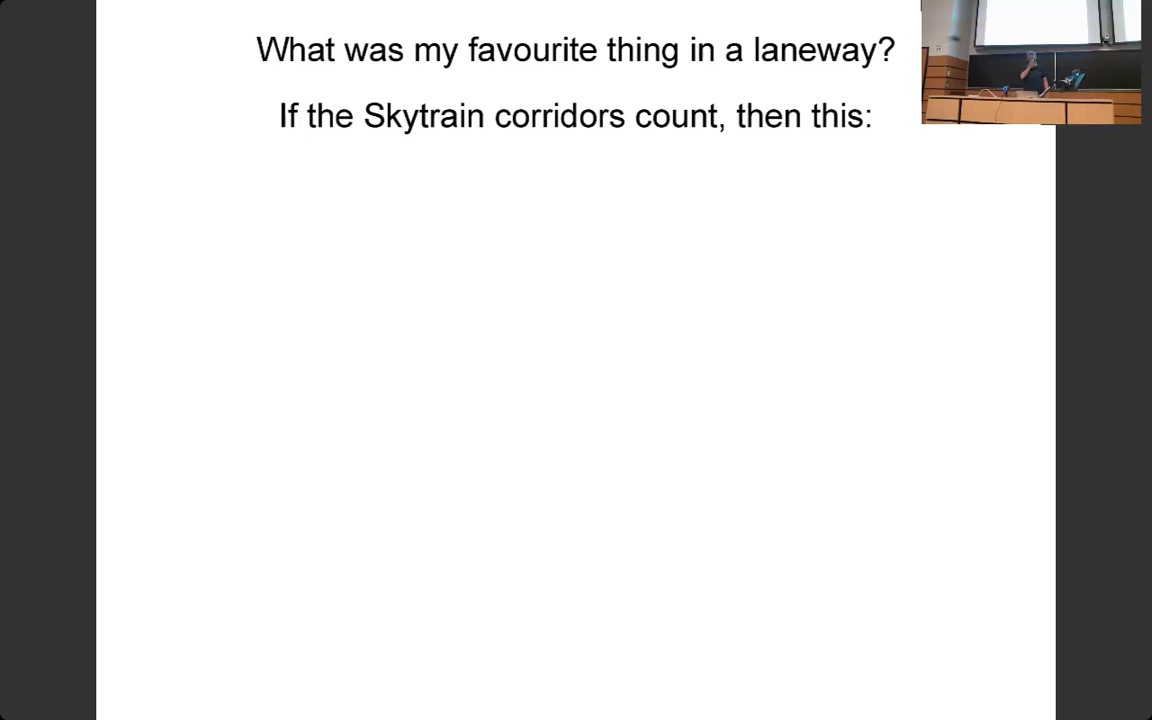 What was my favourite thing in a laneway?
If the Skytrain corridors count, then this: